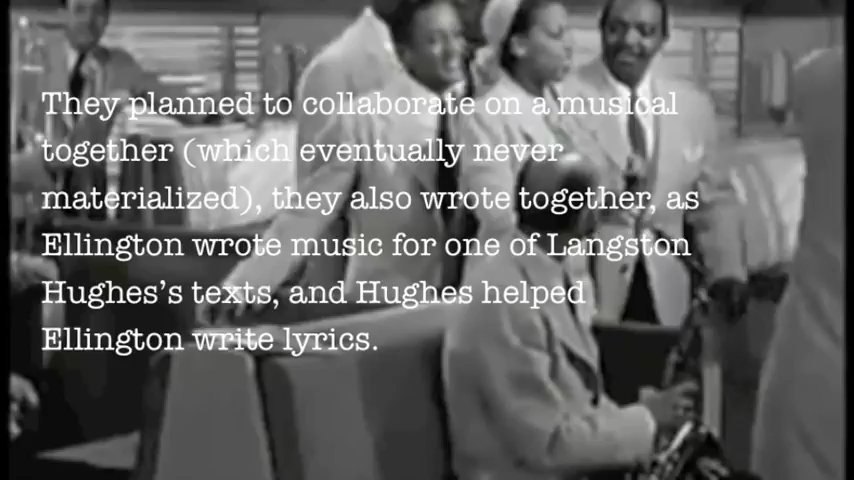 They planned to collaborate on a musical
together (which eventually never
materialized), they also wrote together, as
Ellington wrote music for one of Langston
Hughes’s texts, and Hughes helped
Ellington write lyrics.